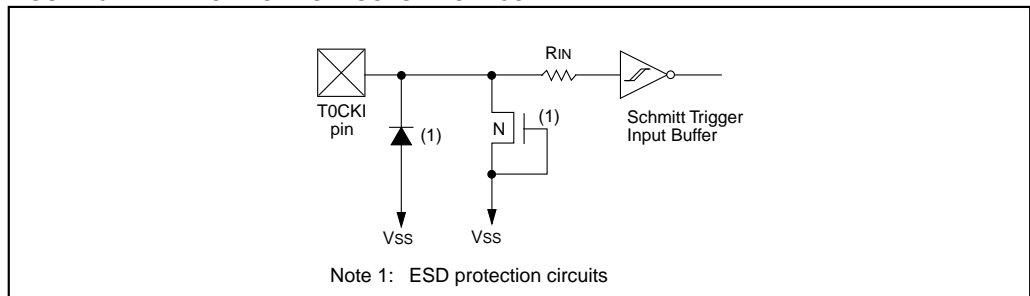 RIN
T0CKI
pin
(1)
N
(1)
Schmitt Trigger
Input Buffer
VSS
VSS
Note 1: ESD protection circuits